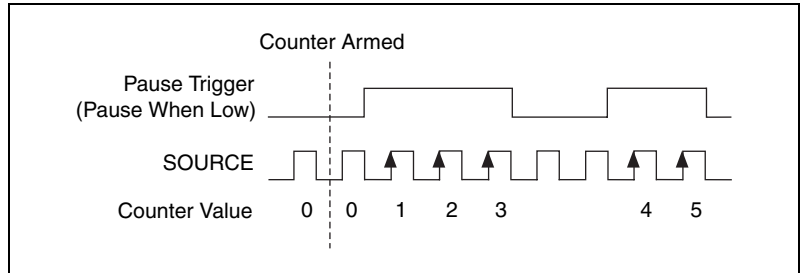 Counter Armed
Pause Trigger
(Pause When Low)
SOURCE
Counter Value 0 0 1 2 3 4 5